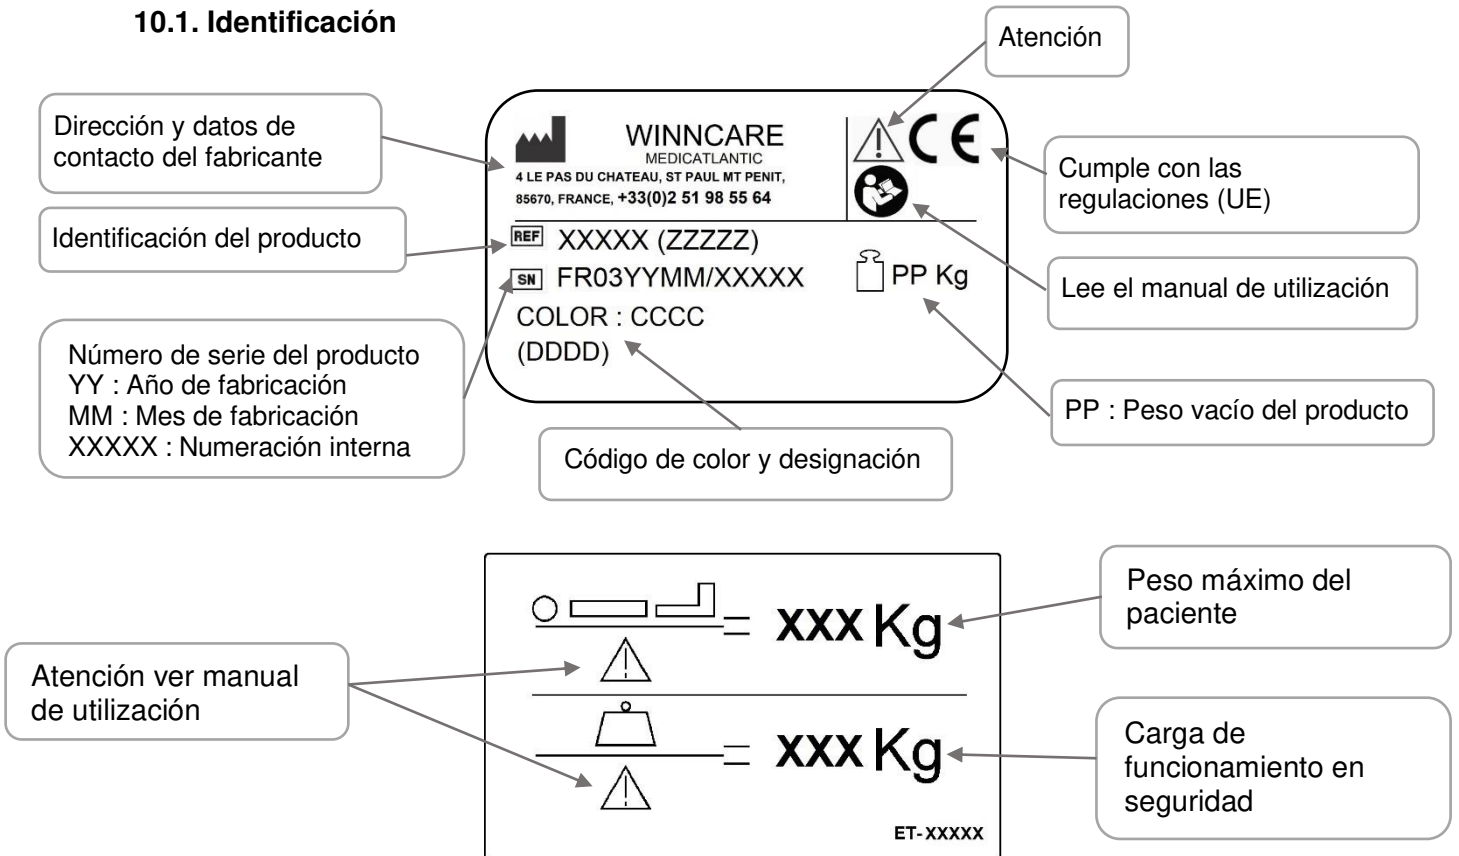 10.1. Identificación
Atención
Dirección y datos de
contacto del fabricante
WINNCARE
MEDICATLANTIC
4 LE PAS DU CHATEAU, ST PAUL MT PENIT,
85670, FRANCE, +33(0)2 51 98 55 64
CE
Cumple con las
regulaciones (UE)
Identificación del producto
REF XXXXX (ZZZZZ)
SN FR03YYMM/XXXXX
PP Kg
COLOR : CCCC
(DDDD)
Lee el manual de utilización
Número de serie del producto
YY : Año de fabricación
MM : Mes de fabricación
XXXXX : Numeración interna
PP : Peso vacío del producto
Código de color y designación
= XXX Kg
Peso máximo del
paciente
Atención ver manual
de utilización
= XXX Kg
Carga de
funcionamiento en
seguridad
ET-XXXXX